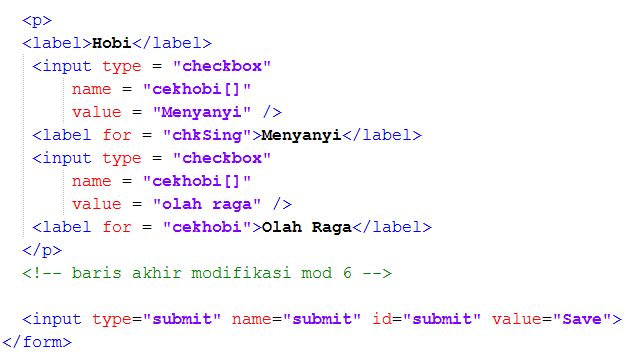 <p>
<label>Hobi</label>
<input type = "checkbox"
name = "cekhobi[]"
value = "Menyanyi" />
<label for = "chkSing">Menyanyi</label>
<input type = "checkbox"
name = "cekhobi[]"
value = "olah raga" />
<label for = "cekhobi">Olah Raga</label>
</p>
<!-- baris akhir modifikasi mod 6 -->
<input type="submit" name="submit" id="submit" value="Save">
</form>